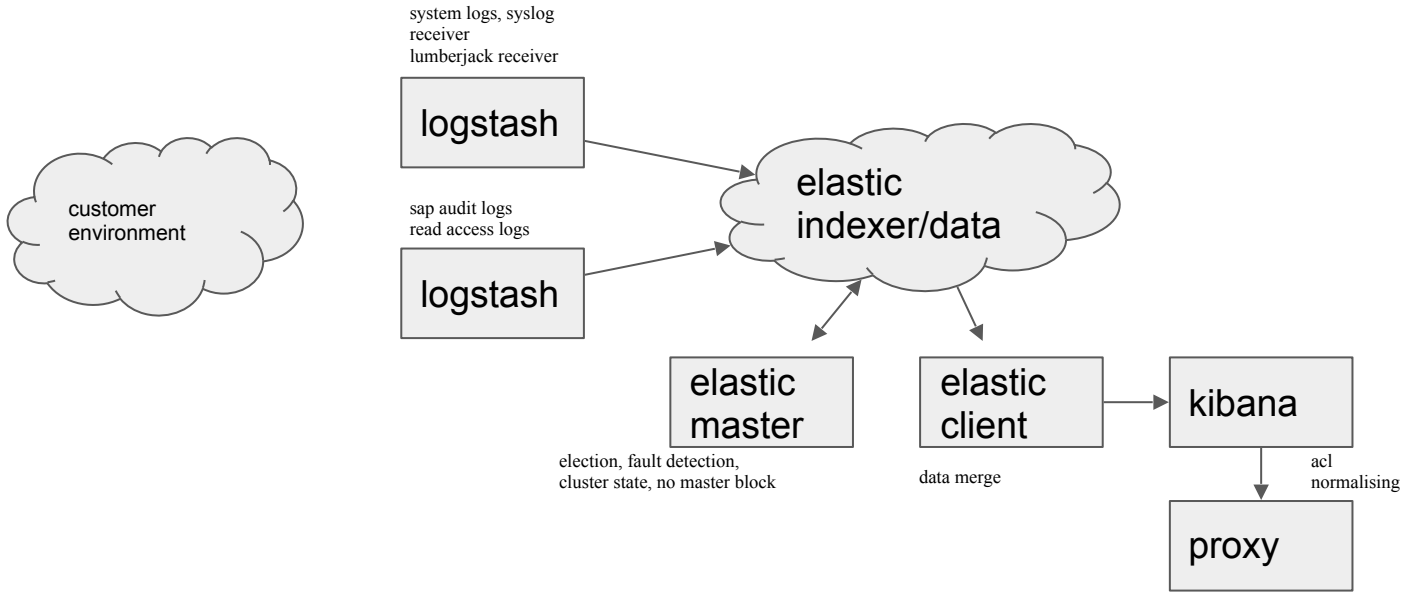 system logs, syslog
receiver
lumberjack receiver
logstash
customer
environment
elastic
indexer/data
sap audit logs
read access logs
logstash
elastic
master
elastic
client
kibana
election, fault detection,
cluster state, no master block
data merge
acl
normalising
proxy